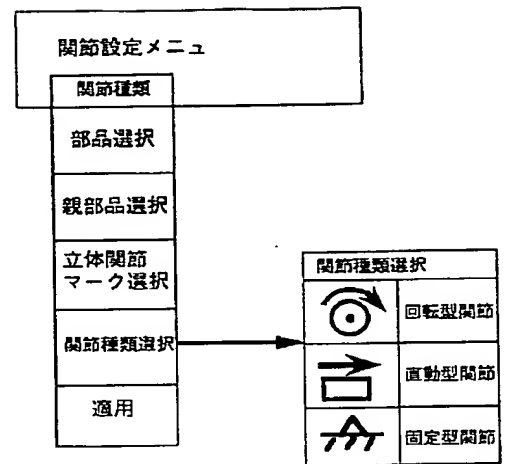 関節設定メニュー
関節種類
部品選択
親部品選択
立体関節
マーク選択
関節種類選択
適用
関節種類選択
回転型関節
直動型関節
固定型関節